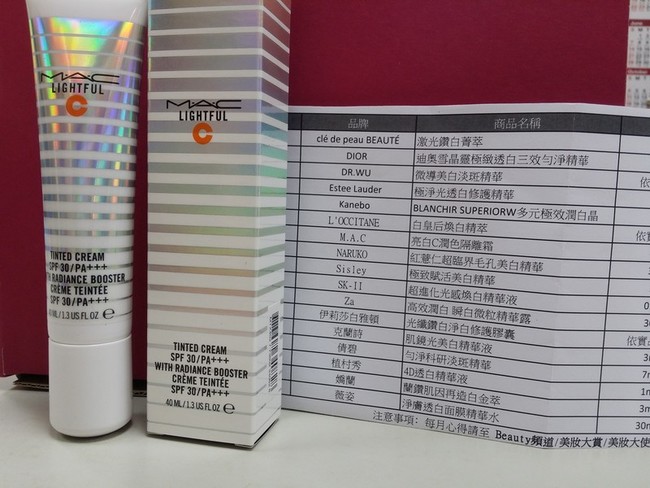 M·A·C
LIGHTFUL
C
TINTED CREAM
SPF 30/PA+++
WITH RADIANCE BOOSTER
CRÈME TEINTÉE
SPF 30/PA+++
ML / 1.3 US FL OZ e
M·A·C
LIGHTFUL
C
TINTED CREAM
SPF 30/PA+++
WITH RADIANCE BOOSTER
CRÈME TEINTÉE
SPF 30/PA+++
40 ML / 1.3 US FL OZ e
品牌 商品名稱
clé de peau BEAUTÉ 激光鑽白菁萃
DIOR 迪奧雪晶靈極緻透白三效勻淨精華
DR.WU 微導美白淡斑精華 依
Estee Lauder 極淨光透白修護精華
Kanebo BLANCHIR SUPERIORW多元極效潤白晶
L'OCCITANE 白皇后煥白精萃 依實
M.A.C 亮白C潤色隔離霜
NARUKO 紅薏仁超臨界毛孔美白精華
Sisley 極致賦活美白精華
SK-II 超進化光感煥白精華液
Za 高效潤白 瞬白微粒精華露
伊莉莎白雅頓 光纖鑽白淨白修護膠囊
克蘭詩 肌鏡光美白精華液 依實
倩碧 勻淨科研淡斑精華
植村秀 4D透白精華液
嬌蘭 蘭鑽肌因再造白金萃
薇姿 淨膚透白面膜精華水 30m
注意事項: 每月心得請至 Beauty頻道/美妝大賞/美妝大使